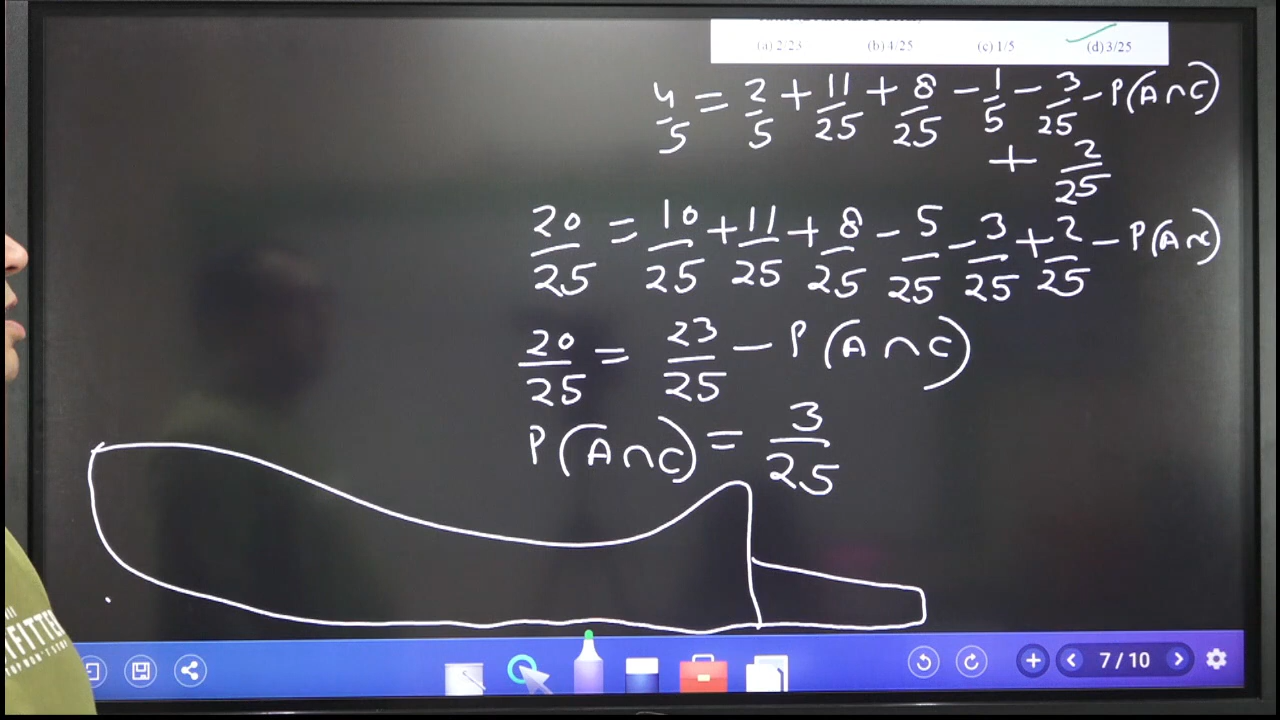 (a) 2/23 (b) 4/25 (c) 1/5 (d) 3/25
4/5 = 2/5 + 11/25 + 8/25 - 1/5 - 3/25 - P(A∩C)
+ 2/25
20/25 = 10/25 + 11/25 + 8/25 - 5/25 - 3/25 + 2/25 - P(A∩C)
20/25 = 23/25 - P(A∩C)
P(A∩C) = 3/25
7 / 10